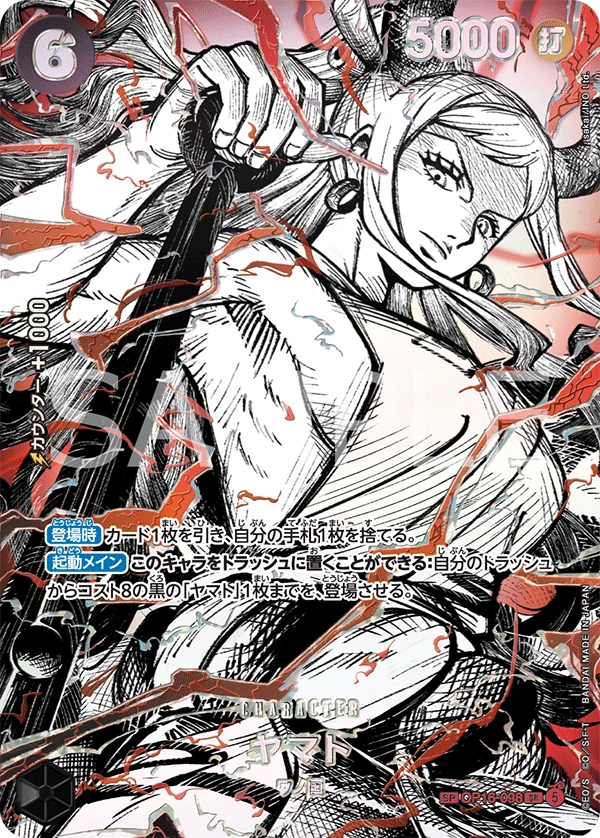 6
5000 打
カウンター +1000
SAMPLE
登場時 カード1枚を引き、自分の手札1枚を捨てる。
起動メイン このキャラをトラッシュに置くことができる：自分のトラッシュ
からコスト8の黒の「ヤマト」1枚までを、登場させる。
CHARACTER
ヤマト
ワノ国
SP OP16-098
5
BANDAI MADE IN JAPAN